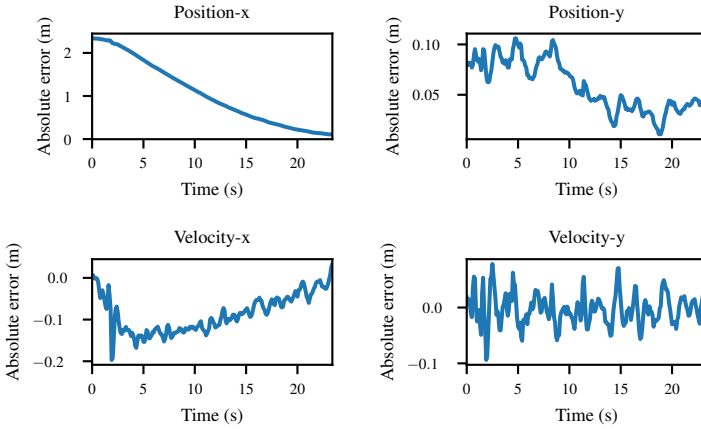 Position-x
Absolute error (m)
2
1
0
0 5 10 15 20
Time (s)
Position-y
Absolute error (m)
0.10
0.05
0 5 10 15 20
Time (s)
Velocity-x
Absolute error (m)
0.0
−0.1
−0.2
0 5 10 15 20
Time (s)
Velocity-y
Absolute error (m)
0.0
−0.1
0 5 10 15 20
Time (s)